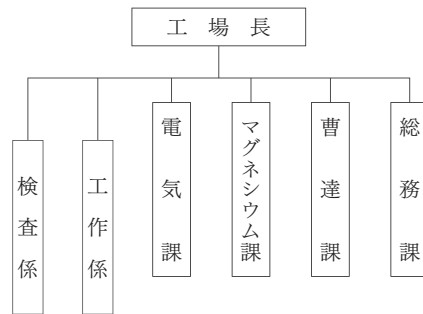 工場長
総務課
曹達課
マグネシウム課
電気課
工作係
検査係